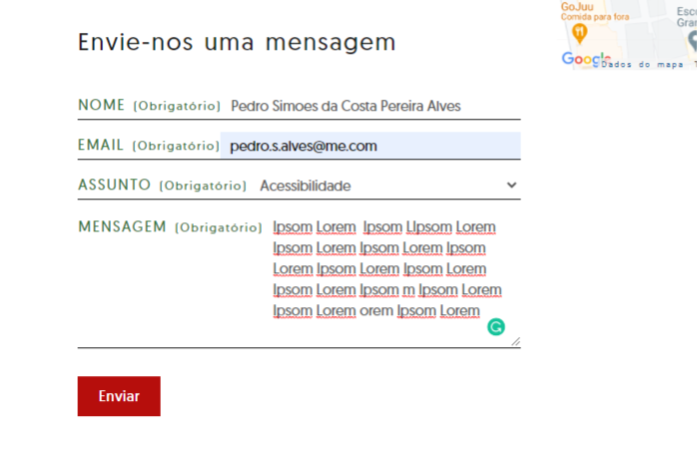 GoJuu
Comida para fora
Google
©Dados do mapa
Envie-nos uma mensagem
NOME (Obrigatório) Pedro Simoes da Costa Pereira Alves
EMAIL (Obrigatório) pedro.s.alves@me.com
ASSUNTO (Obrigatório) Acessibilidade
MENSAGEM (Obrigatório) Ipsom Lorem Ipsom LIpsom Lorem
Ipsom Lorem Ipsom Lorem Ipsom
Lorem Ipsom Lorem Ipsom Lorem
Ipsom Lorem Ipsom m Ipsom Lorem
Ipsom Lorem orem Ipsom Lorem
Enviar